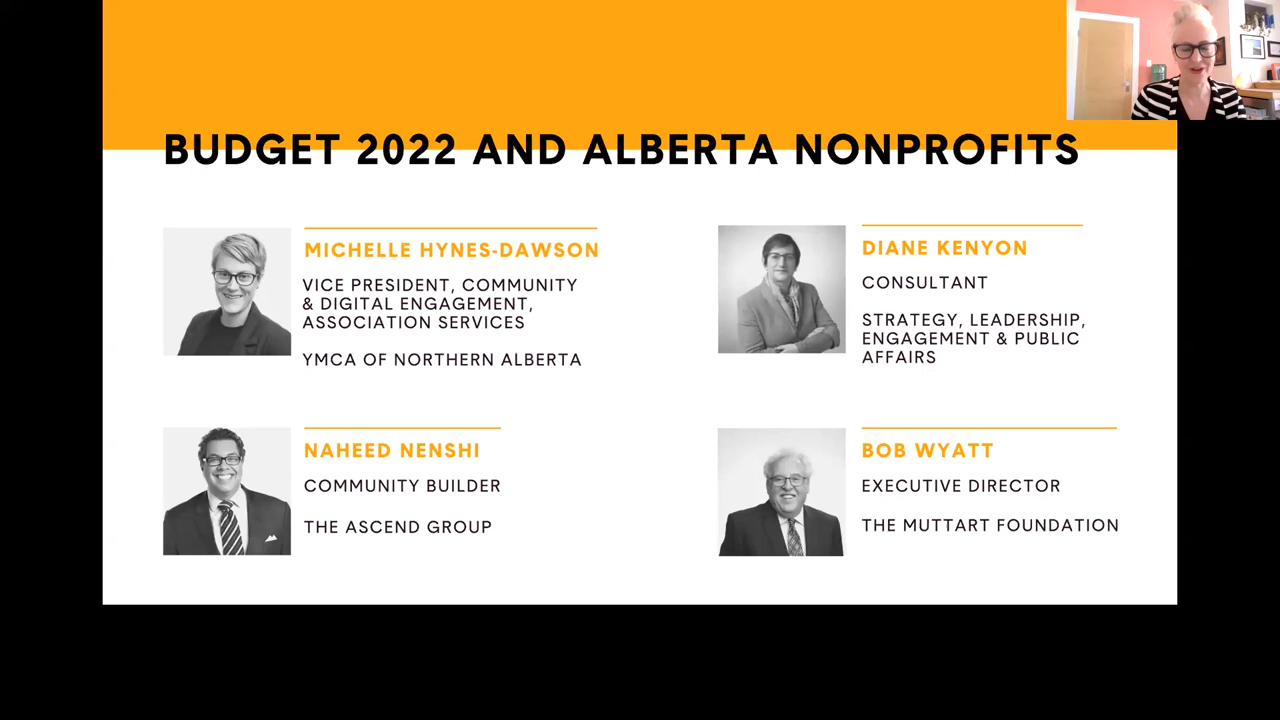 BUDGET 2022 AND ALBERTA NONPROFITS
MICHELLE HYNES-DAWSON
VICE PRESIDENT, COMMUNITY
& DIGITAL ENGAGEMENT,
ASSOCIATION SERVICES
YMCA OF NORTHERN ALBERTA
DIANE KENYON
CONSULTANT
STRATEGY, LEADERSHIP,
ENGAGEMENT & PUBLIC
AFFAIRS
NAHEED NENSHI
COMMUNITY BUILDER
THE ASCEND GROUP
BOB WYATT
EXECUTIVE DIRECTOR
THE MUTTART FOUNDATION